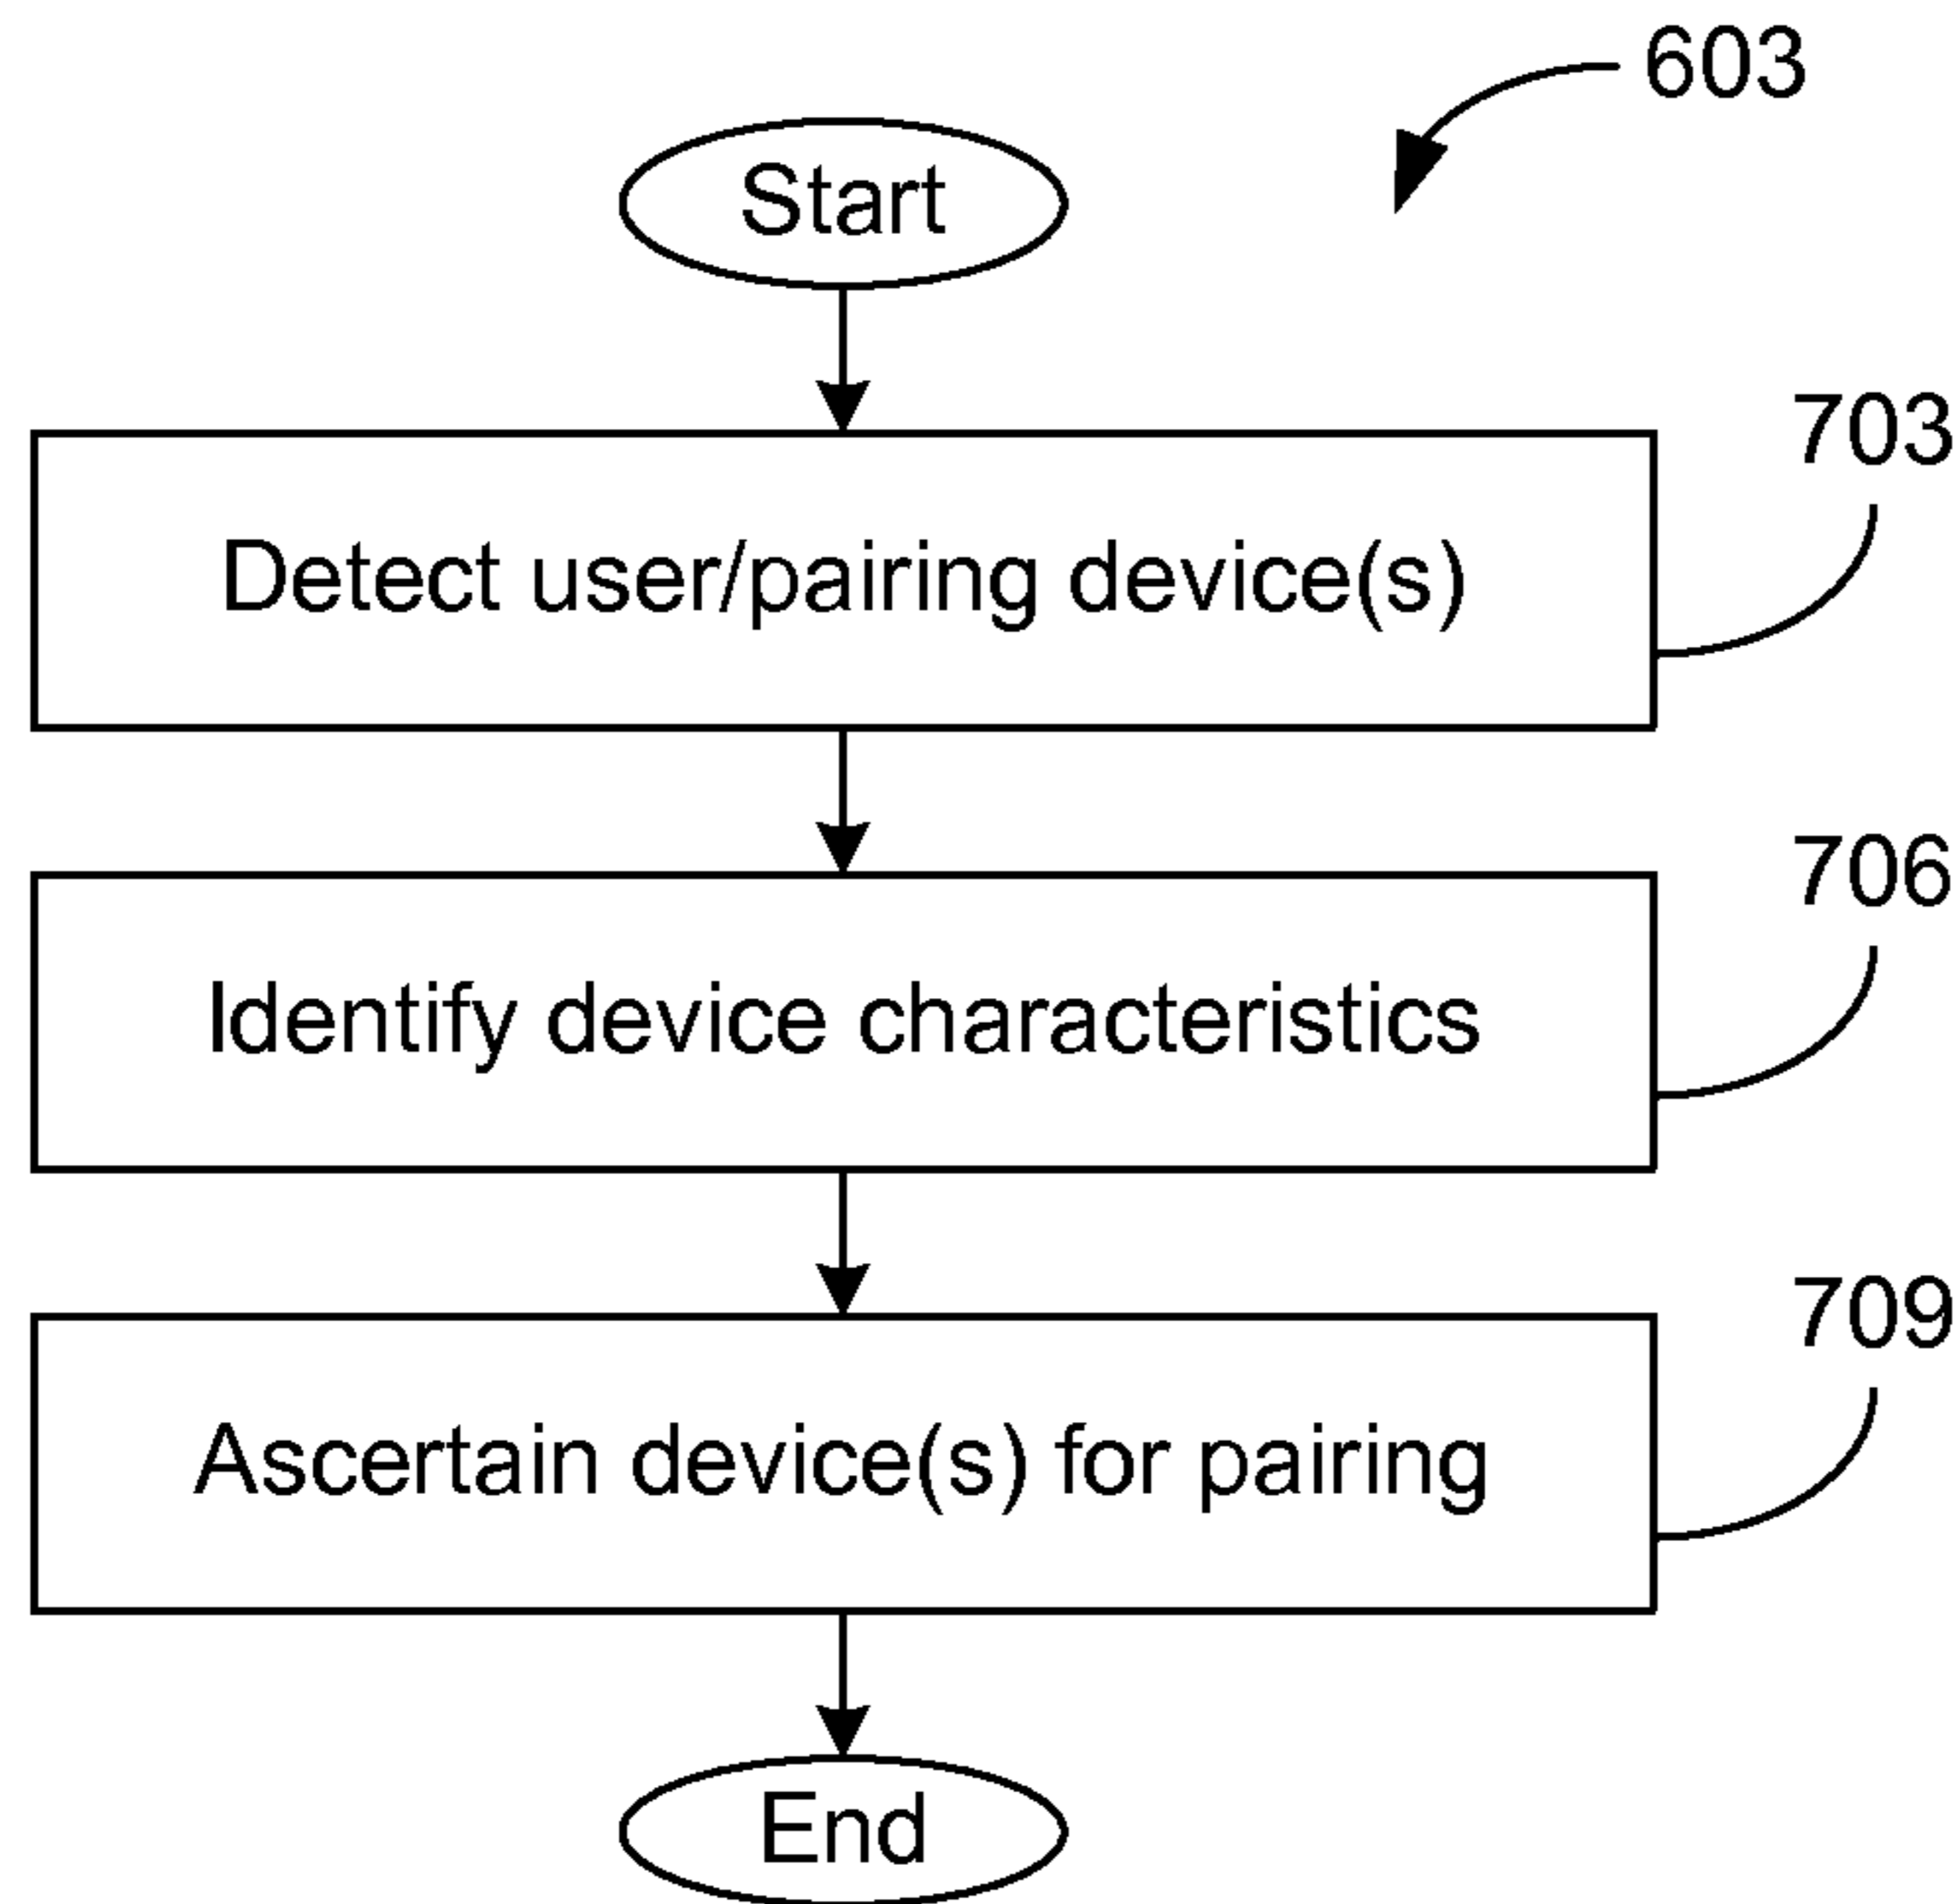 603
Start
703
Detect user/pairing device(s)
706
Identify device characteristics
709
Ascertain device(s) for pairing
End